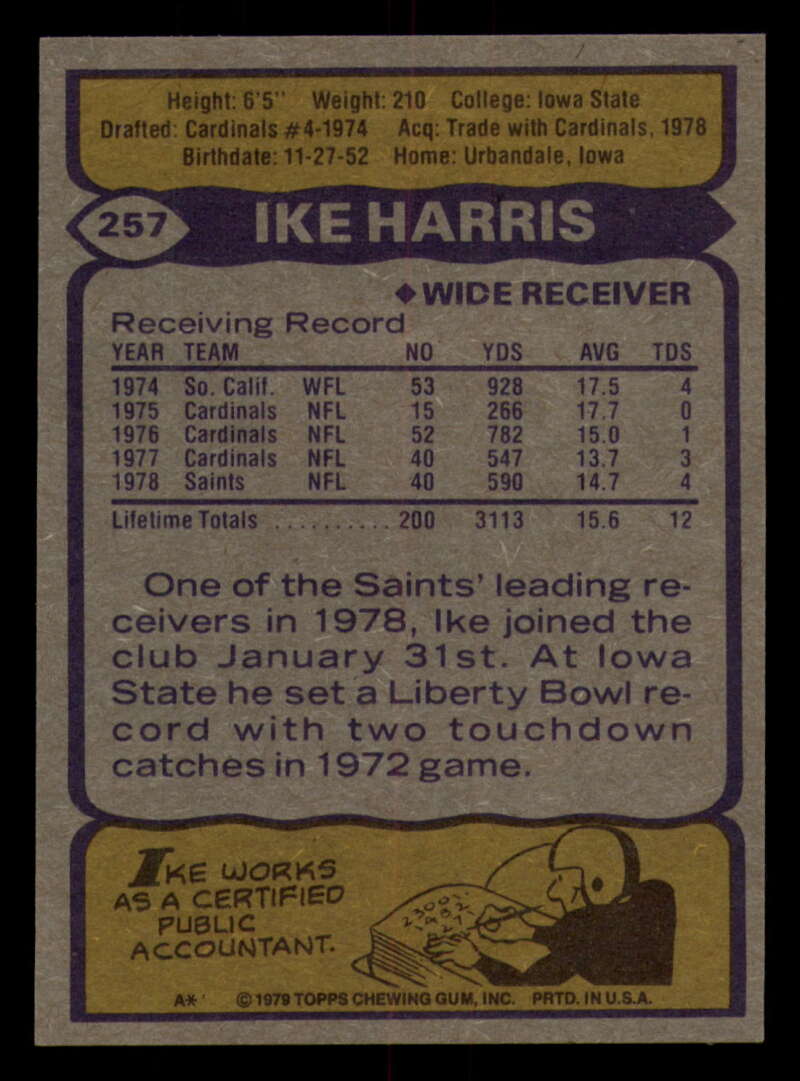 Height: 6'5" Weight: 210 College: Iowa State
Drafted: Cardinals #4-1974 Acq: Trade with Cardinals, 1978
Birthdate: 11-27-52 Home: Urbandale, Iowa
257 IKE HARRIS
◆WIDE RECEIVER
Receiving Record
YEAR TEAM NO YDS AVG TDS
1974 So. Calif. WFL 53 928 17.5 4
1975 Cardinals NFL 15 266 17.7 0
1976 Cardinals NFL 52 782 15.0 1
1977 Cardinals NFL 40 547 13.7 3
1978 Saints NFL 40 590 14.7 4
Lifetime Totals .......... 200 3113 15.6 12
One of the Saints' leading re-
ceivers in 1978, Ike joined the
club January 31st. At Iowa
State he set a Liberty Bowl re-
cord with two touchdown
catches in 1972 game.
IKE WORKS
AS A CERTIFIED
PUBLIC
ACCOUNTANT.
A* ©1979 TOPPS CHEWING GUM, INC. PRTD. IN U.S.A.